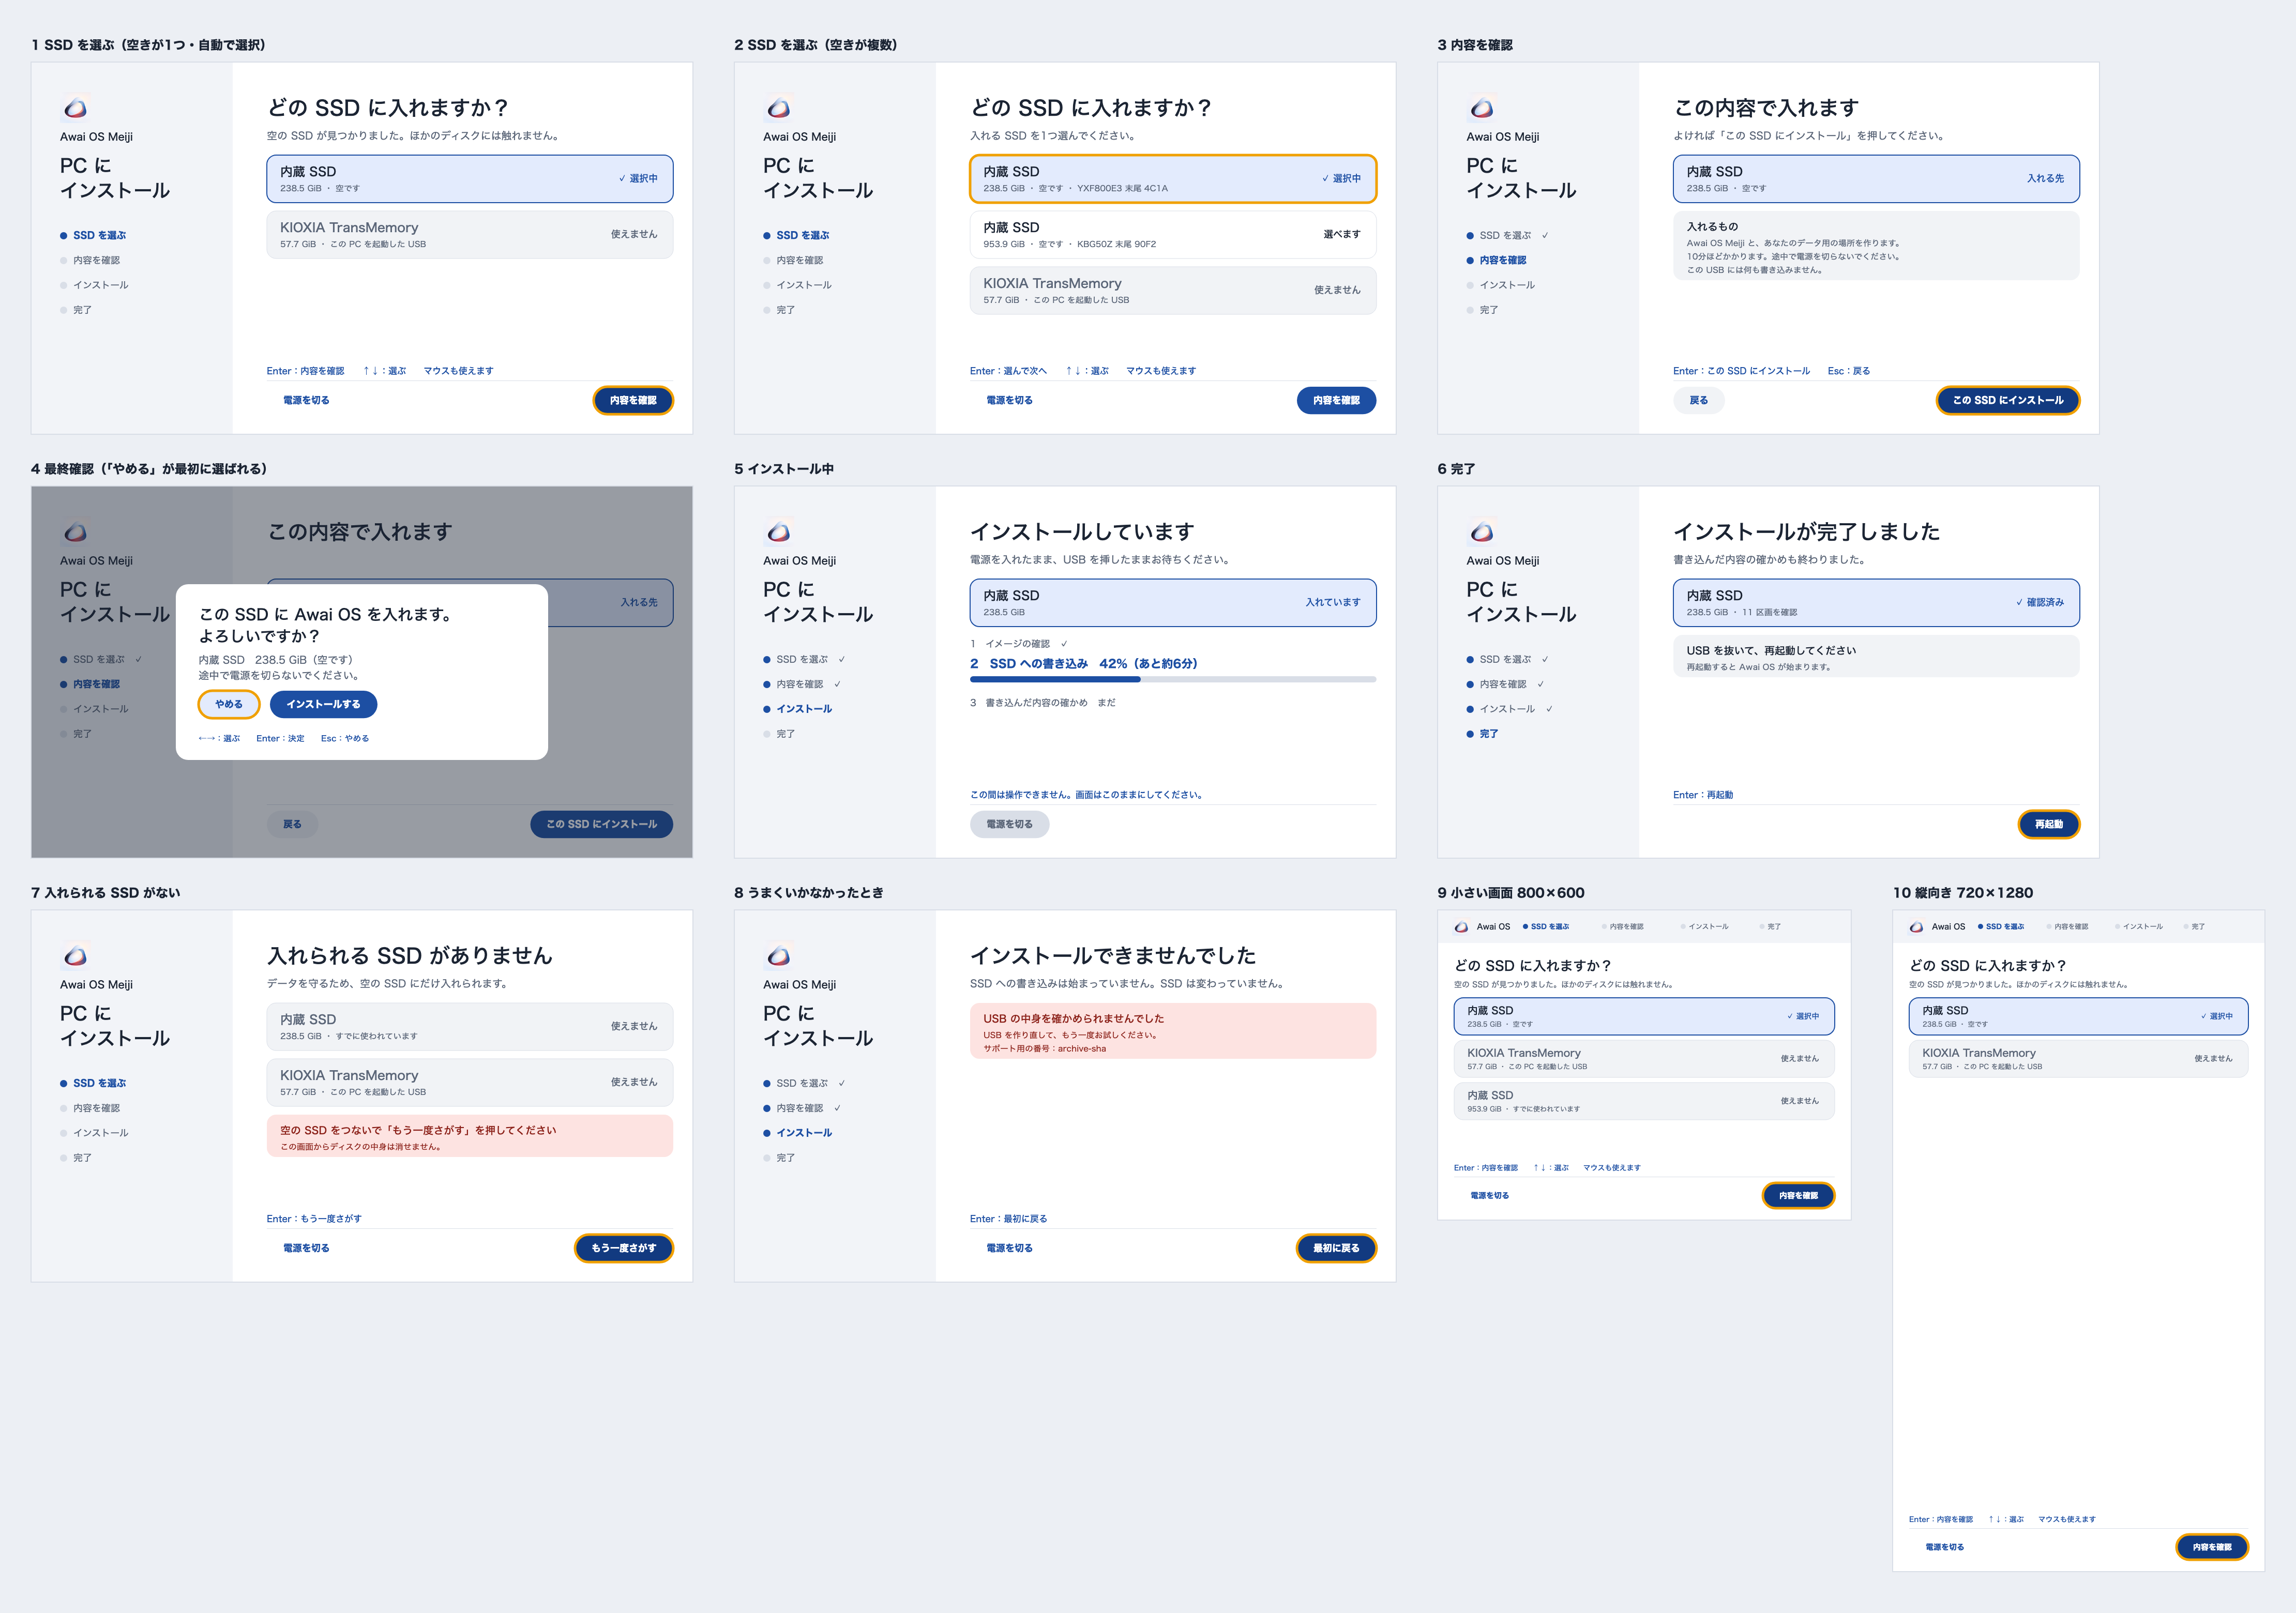 1 SSD を選ぶ（空きが1つ・自動で選択）
Awai OS Meiji
PC に
インストール
SSD を選ぶ
内容を確認
インストール
完了
どの SSD に入れますか？
空の SSD が見つかりました。ほかのディスクには触れません。
内蔵 SSD
238.5 GiB ・ 空です
✓ 選択中
KIOXIA TransMemory
57.7 GiB ・ この PC を起動した USB
使えません
Enter：内容を確認　↑↓：選ぶ　マウスも使えます
電源を切る
内容を確認
2 SSD を選ぶ（空きが複数）
Awai OS Meiji
PC に
インストール
SSD を選ぶ
内容を確認
インストール
完了
どの SSD に入れますか？
入れる SSD を1つ選んでください。
内蔵 SSD
238.5 GiB ・ 空です ・ YXF800E3 末尾 4C1A
✓ 選択中
内蔵 SSD
953.9 GiB ・ 空です ・ KBG50Z 末尾 90F2
選べます
KIOXIA TransMemory
57.7 GiB ・ この PC を起動した USB
使えません
Enter：選んで次へ　↑↓：選ぶ　マウスも使えます
電源を切る
内容を確認
3 内容を確認
Awai OS Meiji
PC に
インストール
SSD を選ぶ ✓
内容を確認
インストール
完了
この内容で入れます
よければ「この SSD にインストール」を押してください。
内蔵 SSD
238.5 GiB ・ 空です
入れる先
入れるもの
Awai OS Meiji と、あなたのデータ用の場所を作ります。
10分ほどかかります。途中で電源を切らないでください。
この USB には何も書き込みません。
Enter：この SSD にインストール　Esc：戻る
戻る
この SSD にインストール
4 最終確認（「やめる」が最初に選ばれる）
Awai OS Meiji
PC に
インストール
SSD を選ぶ ✓
内容を確認
インストール
完了
この内容で入れます
入れる先
この SSD に Awai OS を入れます。
よろしいですか？
内蔵 SSD　238.5 GiB（空です）
途中で電源を切らないでください。
やめる
インストールする
←→：選ぶ　Enter：決定　Esc：やめる
戻る
この SSD にインストール
5 インストール中
Awai OS Meiji
PC に
インストール
SSD を選ぶ ✓
内容を確認 ✓
インストール
完了
インストールしています
電源を入れたまま、USB を挿したままお待ちください。
内蔵 SSD
238.5 GiB
入れています
1　イメージの確認　✓
2　SSD への書き込み　42%（あと約6分）
3　書き込んだ内容の確かめ　まだ
この間は操作できません。画面はこのままにしてください。
電源を切る
6 完了
Awai OS Meiji
PC に
インストール
SSD を選ぶ ✓
内容を確認 ✓
インストール ✓
完了
インストールが完了しました
書き込んだ内容の確かめも終わりました。
内蔵 SSD
238.5 GiB ・ 11 区画を確認
✓ 確認済み
USB を抜いて、再起動してください
再起動すると Awai OS が始まります。
Enter：再起動
再起動
7 入れられる SSD がない
Awai OS Meiji
PC に
インストール
SSD を選ぶ
内容を確認
インストール
完了
入れられる SSD がありません
データを守るため、空の SSD にだけ入れられます。
内蔵 SSD
238.5 GiB ・ すでに使われています
使えません
KIOXIA TransMemory
57.7 GiB ・ この PC を起動した USB
使えません
空の SSD をつないで「もう一度さがす」を押してください
この画面からディスクの中身は消せません。
Enter：もう一度さがす
電源を切る
もう一度さがす
8 うまくいかなかったとき
Awai OS Meiji
PC に
インストール
SSD を選ぶ ✓
内容を確認 ✓
インストール
完了
インストールできませんでした
SSD への書き込みは始まっていません。SSD は変わっていません。
USB の中身を確かめられませんでした
USB を作り直して、もう一度お試しください。
サポート用の番号：archive-sha
Enter：最初に戻る
電源を切る
最初に戻る
9 小さい画面 800×600
Awai OS
SSD を選ぶ
内容を確認
インストール
完了
どの SSD に入れますか？
空の SSD が見つかりました。ほかのディスクには触れません。
内蔵 SSD
238.5 GiB ・ 空です
✓ 選択中
KIOXIA TransMemory
57.7 GiB ・ この PC を起動した USB
使えません
内蔵 SSD
953.9 GiB ・ すでに使われています
使えません
Enter：内容を確認　↑↓：選ぶ　マウスも使えます
電源を切る
内容を確認
10 縦向き 720×1280
Awai OS
SSD を選ぶ
内容を確認
インストール
完了
どの SSD に入れますか？
空の SSD が見つかりました。ほかのディスクには触れません。
内蔵 SSD
238.5 GiB ・ 空です
✓ 選択中
KIOXIA TransMemory
57.7 GiB ・ この PC を起動した USB
使えません
Enter：内容を確認　↑↓：選ぶ　マウスも使えます
電源を切る
内容を確認